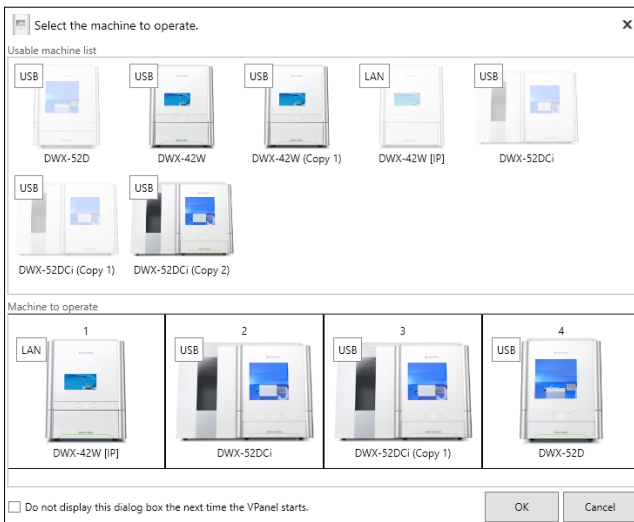 Select the machine to operate.
Usable machine list
USB USB USB LAN USB
DWX-52D DWX-42W DWX-42W (Copy 1) DWX-42W [IP] DWX-52DCi
USB USB
DWX-52DCi (Copy 1) DWX-52DCi (Copy 2)
Machine to operate
1 2 3 4
LAN USB USB USB
DWX-42W [IP] DWX-52DCi DWX-52DCi (Copy 1) DWX-52D
Do not display this dialog box the next time the VPanel starts.
OK Cancel